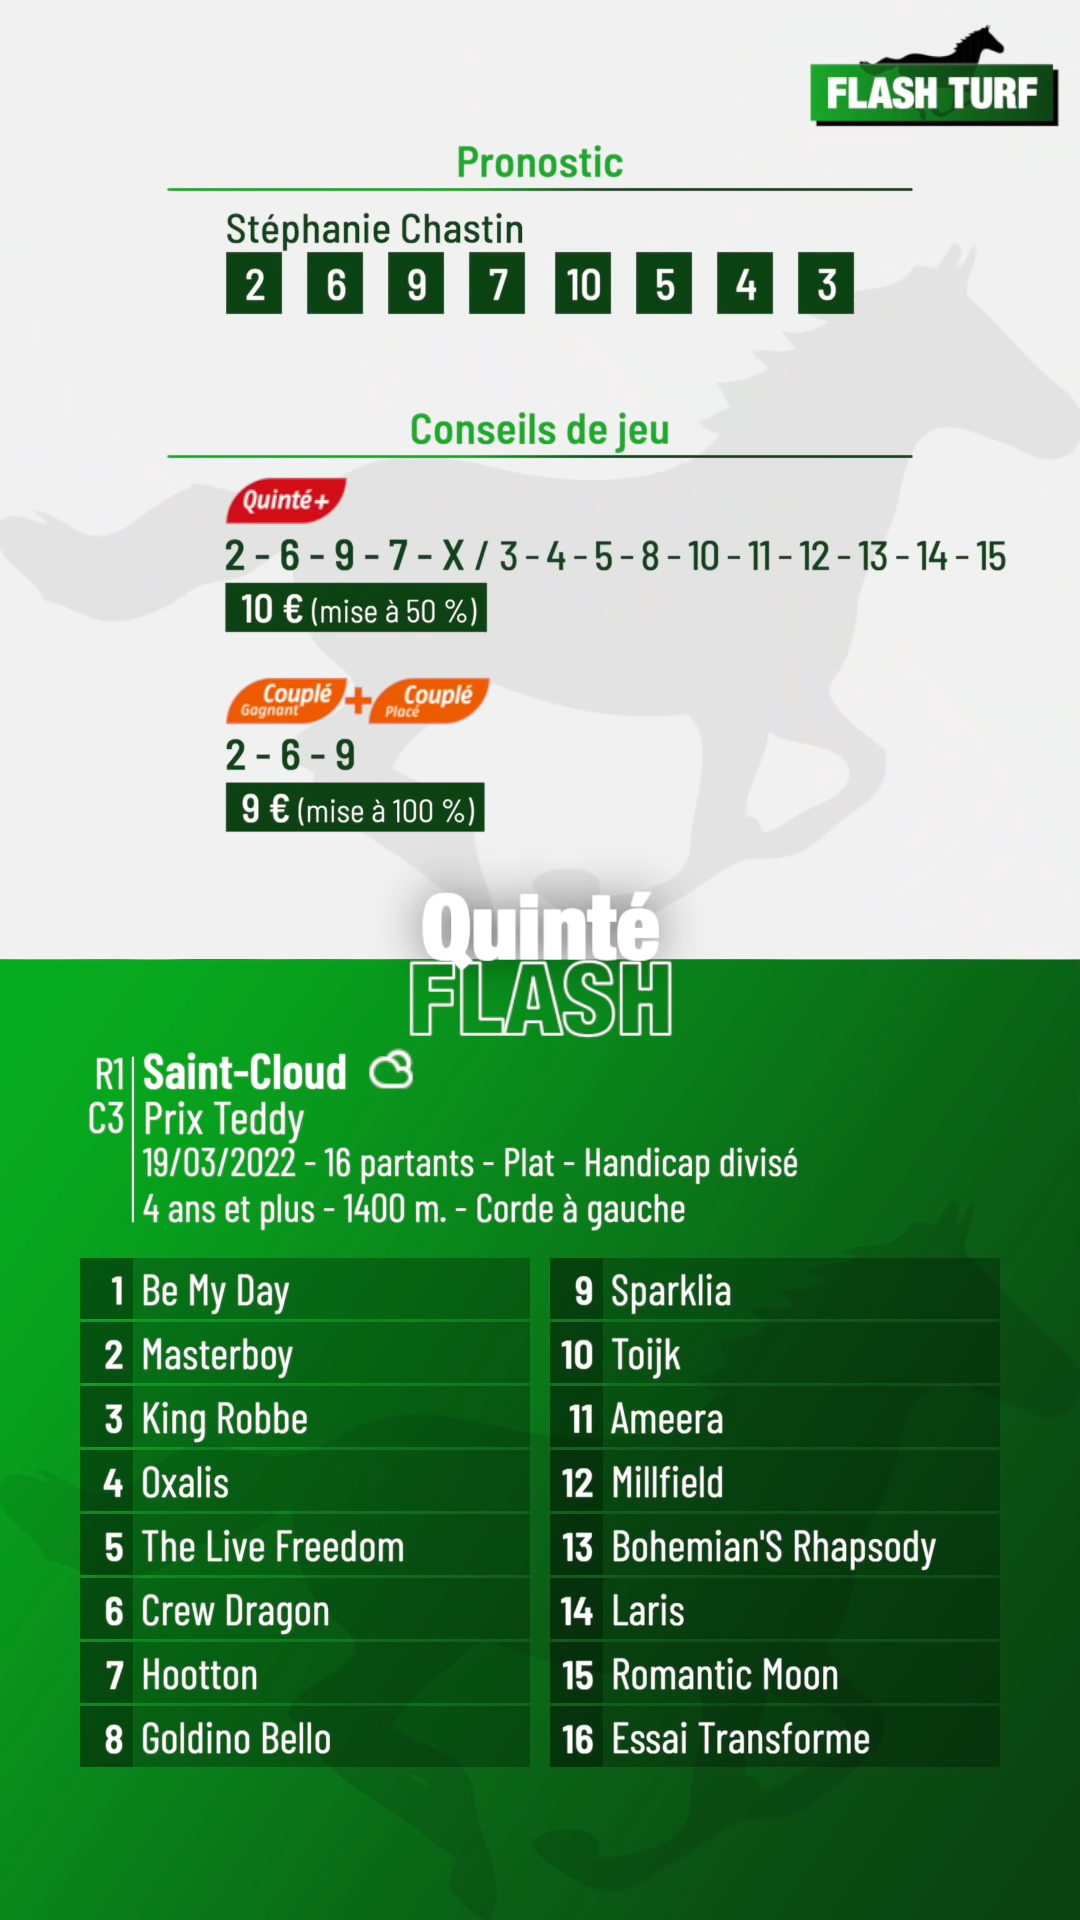 FLASH TURF
Pronostic
Stéphanie Chastin
2 6 9 7 10 5 4 3
Conseils de jeu
Quinté+
2 - 6 - 9 - 7 - X / 3 - 4 - 5 - 8 - 10 - 11 - 12 - 13 - 14 - 15
10 € (mise à 50 %)
Couplé Gagnant + Couplé Placé
2 - 6 - 9
9 € (mise à 100 %)
Quinté
FLASH
R1 Saint-Cloud
C3 Prix Teddy
19/03/2022 - 16 partants - Plat - Handicap divisé
4 ans et plus - 1400 m. - Corde à gauche
1 Be My Day
2 Masterboy
3 King Robbe
4 Oxalis
5 The Live Freedom
6 Crew Dragon
7 Hootton
8 Goldino Bello
9 Sparklia
10 Toijk
11 Ameera
12 Millfield
13 Bohemian'S Rhapsody
14 Laris
15 Romantic Moon
16 Essai Transforme